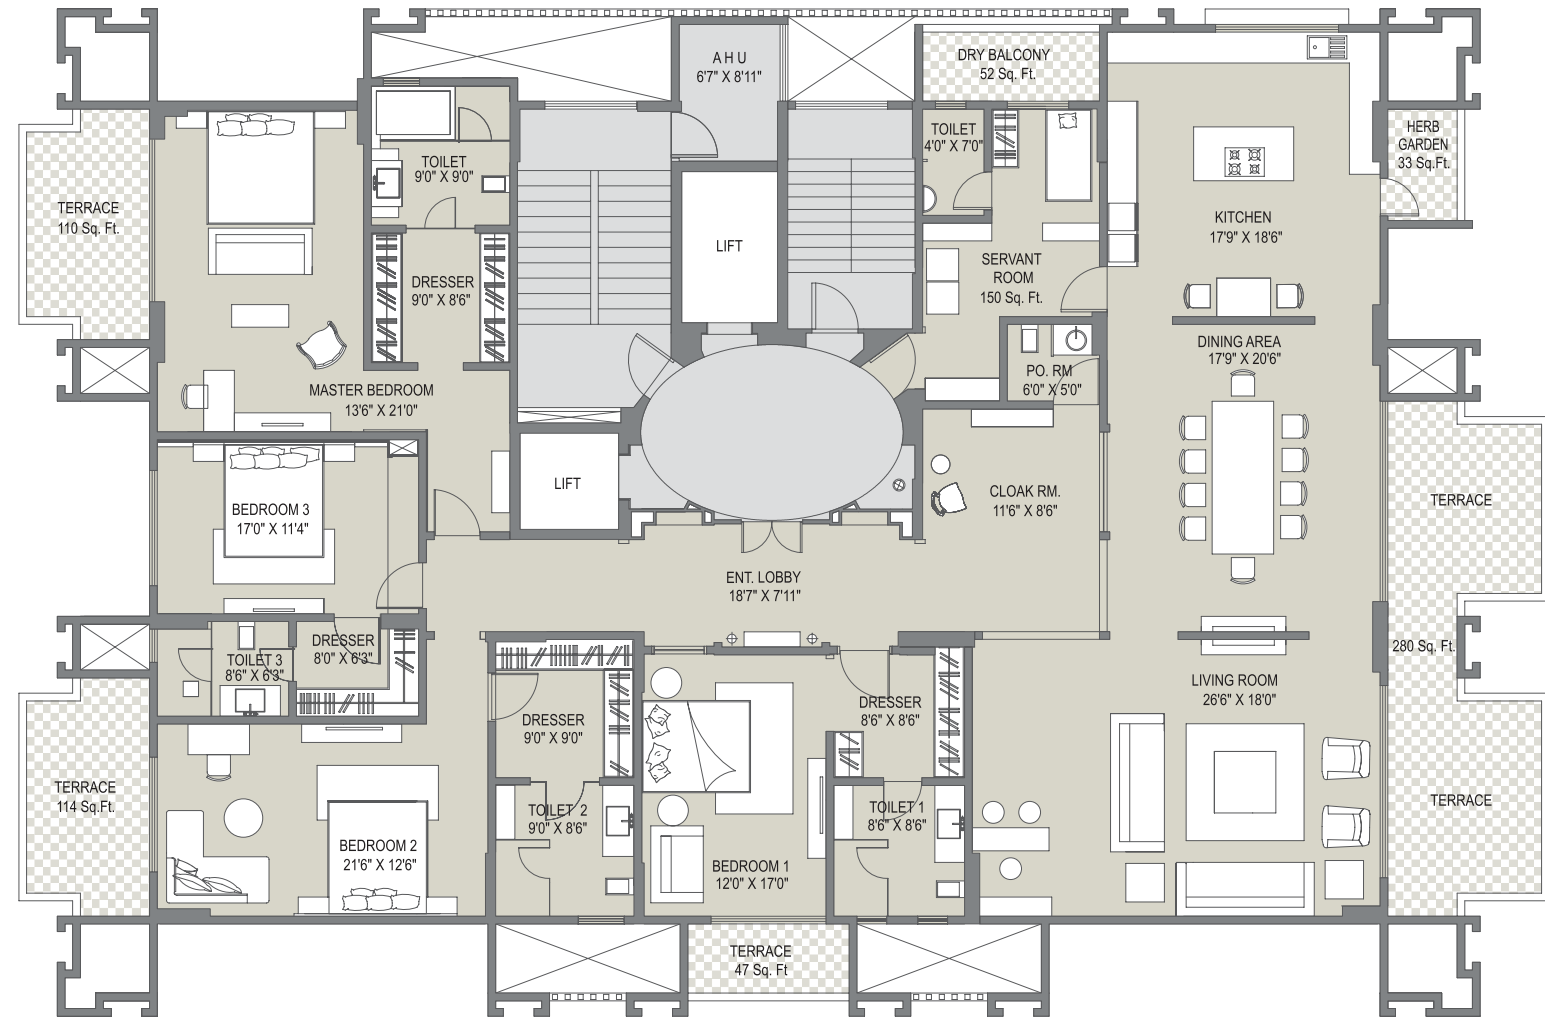 A H U
6'7" X 8'11"
DRY BALCONY
52 Sq. Ft.
TOILET
4'0" X 7'0"
HERB
GARDEN
33 Sq.Ft.
TOILET
9'0" X 9'0"
TERRACE
110 Sq. Ft.
KITCHEN
17'9" X 18'6"
LIFT
SERVANT
ROOM
150 Sq. Ft.
DRESSER
9'0" X 8'6"
DINING AREA
17'9" X 20'6"
PO. RM
6'0" X 5'0"
MASTER BEDROOM
13'6" X 21'0"
LIFT
CLOAK RM.
11'6" X 8'6"
TERRACE
BEDROOM 3
17'0" X 11'4"
ENT. LOBBY
18'7" X 7'11"
DRESSER
8'0" X 6'3"
TOILET 3
8'6" X 6'3"
280 Sq. Ft.
LIVING ROOM
26'6" X 18'0"
DRESSER
9'0" X 9'0"
DRESSER
8'6" X 8'6"
TERRACE
114 Sq.Ft.
TERRACE
TOILET 2
9'0" X 8'6"
TOILET 1
8'6" X 8'6"
BEDROOM 2
21'6" X 12'6"
BEDROOM 1
12'0" X 17'0"
TERRACE
47 Sq. Ft